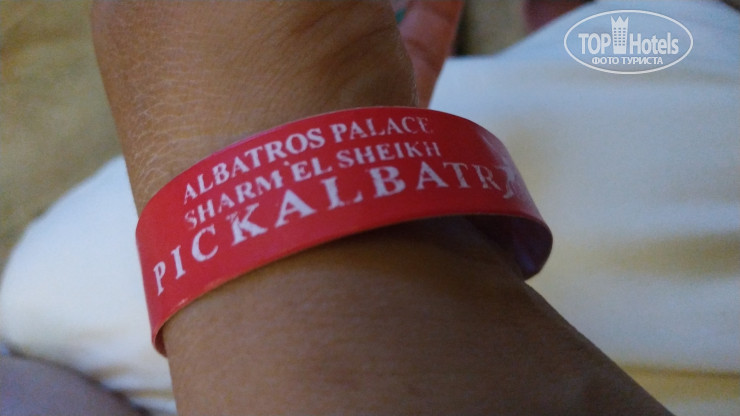 TOP Hotels
ФОТО ТУРИСТА
ALBATROS PALACE
SHARM EL SHEIKH
PICKALBATR